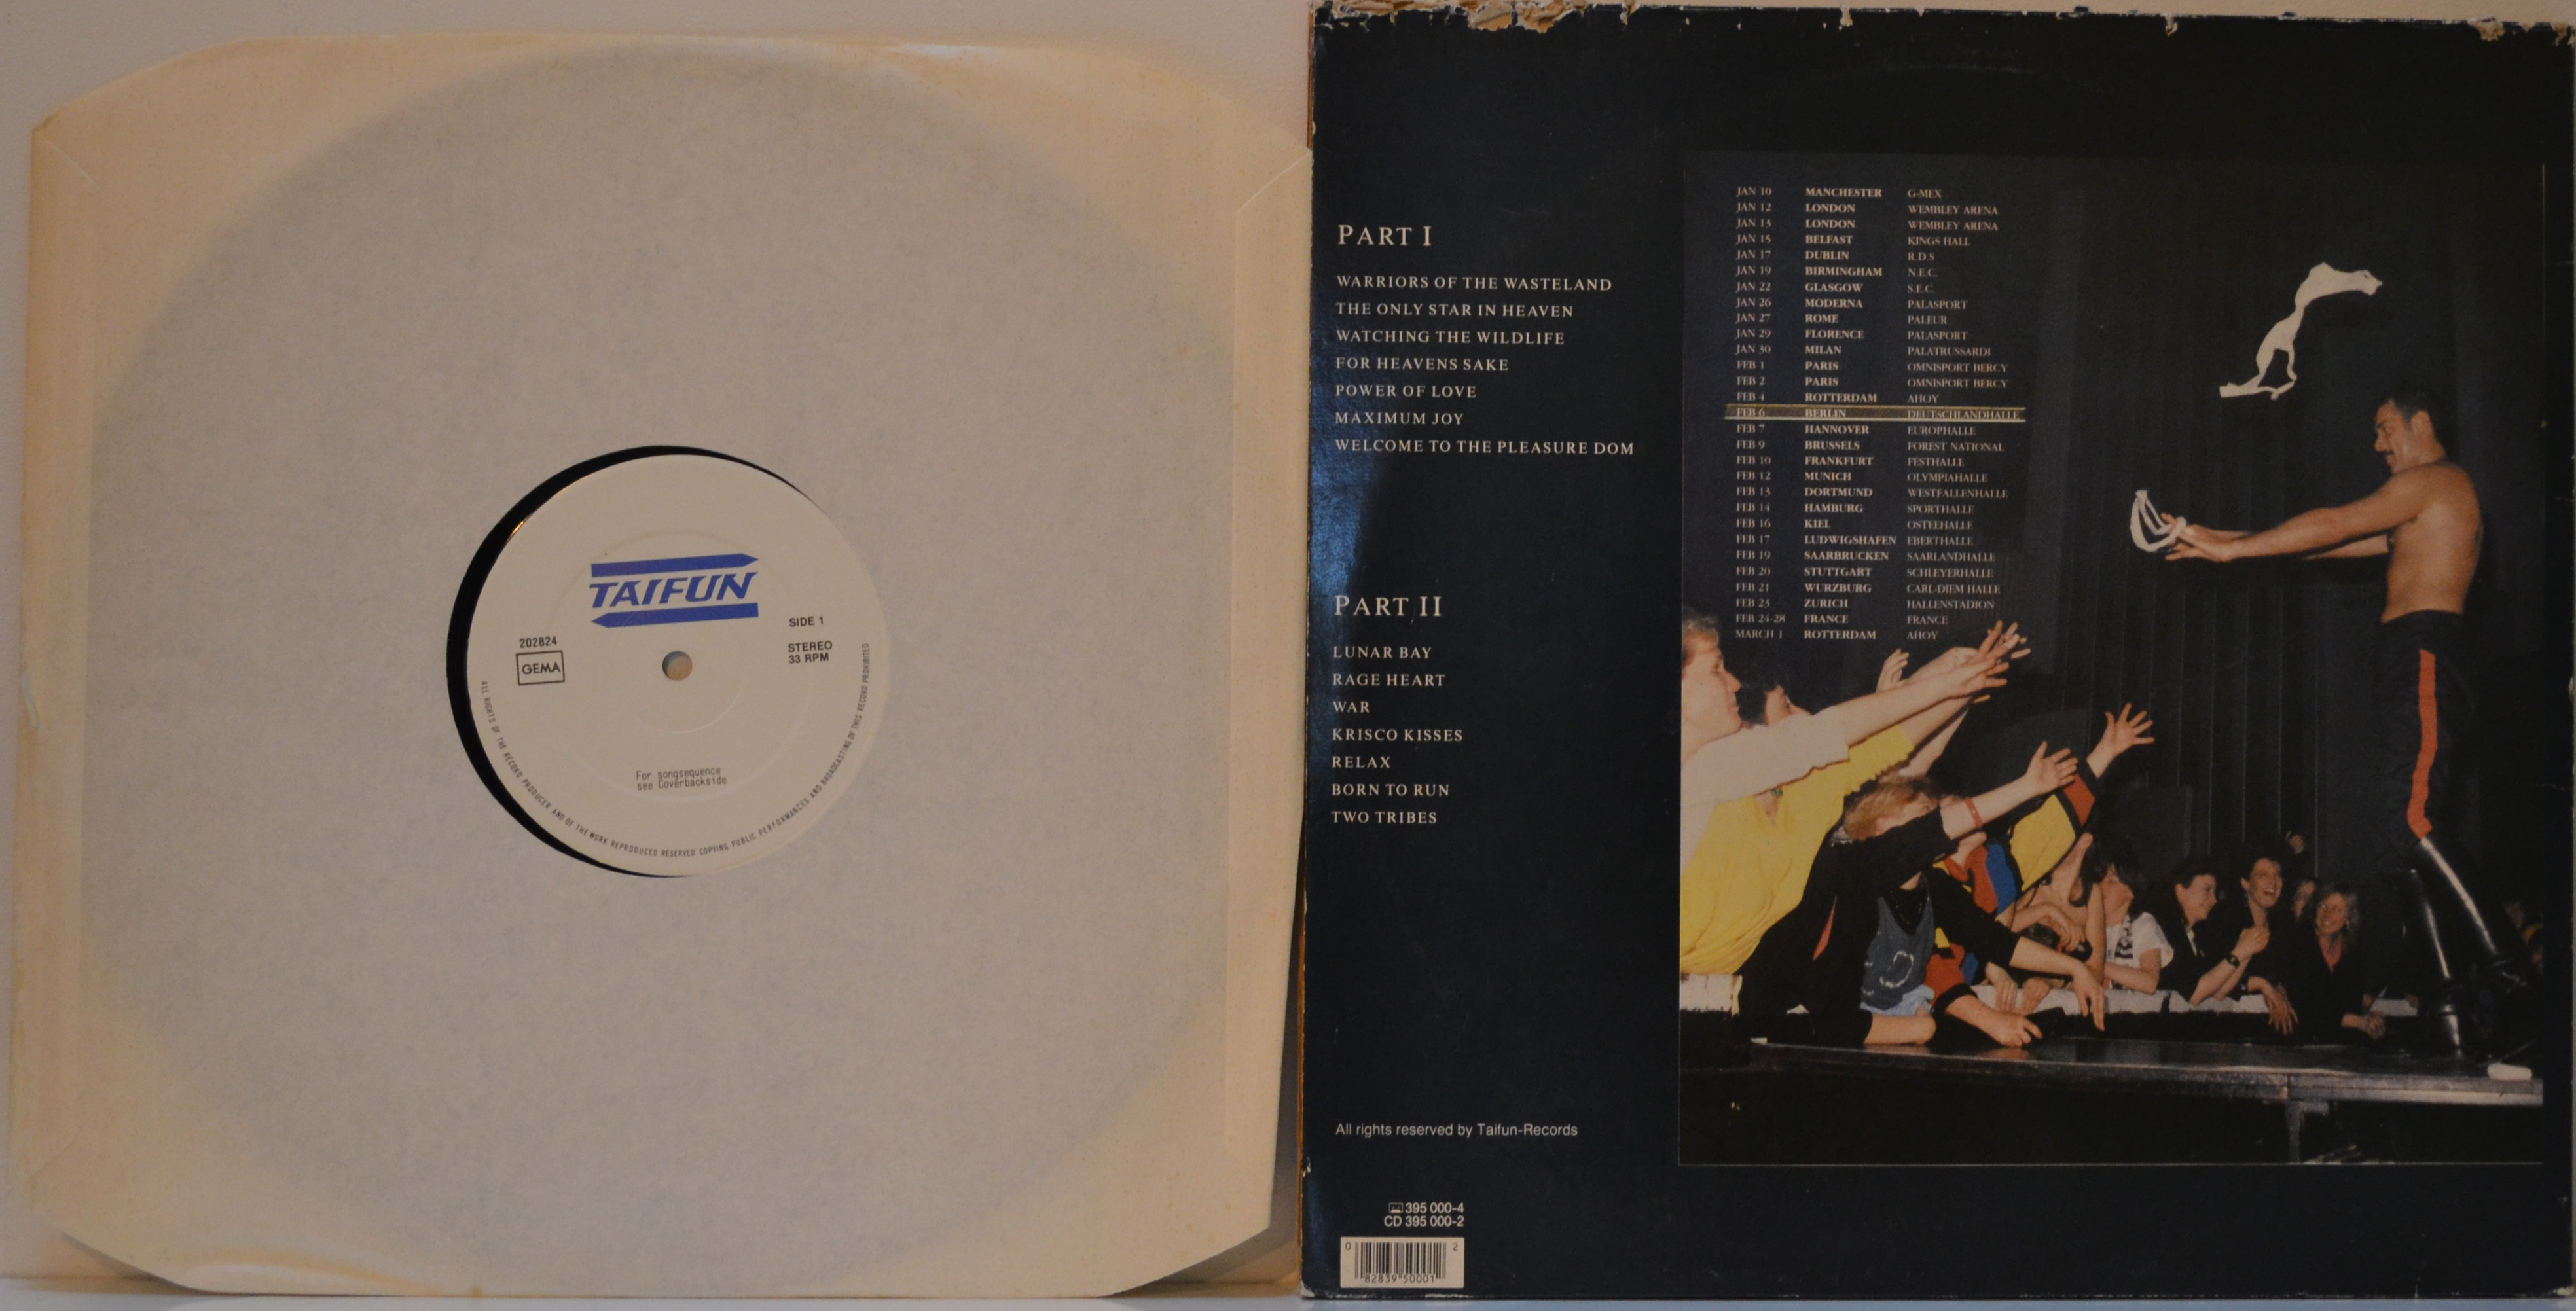 TAIFUN
SIDE 1
202824
GEMA
STEREO
33 RPM
For songsequence
see Coverbackside
ALL RIGHTS OF THE RECORD PRODUCER AND OF THE WORK REPRODUCED RESERVED COPYING PUBLIC PERFORMANCES AND BROADCASTING OF THIS RECORD PROHIBITED
PART I
WARRIORS OF THE WASTELAND
THE ONLY STAR IN HEAVEN
WATCHING THE WILDLIFE
FOR HEAVENS SAKE
POWER OF LOVE
MAXIMUM JOY
WELCOME TO THE PLEASURE DOM
PART II
LUNAR BAY
RAGE HEART
WAR
KRISCO KISSES
RELAX
BORN TO RUN
TWO TRIBES
All rights reserved by Taifun-Records
395 000-4
CD 395 000-2
0 82839 50001 2
JAN 10 MANCHESTER G-MEX
JAN 12 LONDON WEMBLEY ARENA
JAN 13 LONDON WEMBLEY ARENA
JAN 15 BELFAST KINGS HALL
JAN 17 DUBLIN R.D.S
JAN 19 BIRMINGHAM N.E.C.
JAN 22 GLASGOW S.E.C.
JAN 26 MODERNA PALASPORT
JAN 27 ROME PALEUR
JAN 29 FLORENCE PALASPORT
JAN 30 MILAN PALATRUSSARDI
FEB 1 PARIS OMNISPORT BERCY
FEB 2 PARIS OMNISPORT BERCY
FEB 4 ROTTERDAM AHOY
FEB 6 BERLIN DEUTSCHLANDHALLE
FEB 7 HANNOVER EUROPHALLE
FEB 9 BRUSSELS FOREST NATIONAL
FEB 10 FRANKFURT FESTHALLE
FEB 12 MUNICH OLYMPIAHALLE
FEB 13 DORTMUND WESTFALLENHALLE
FEB 14 HAMBURG SPORTHALLE
FEB 16 KIEL OSTEEHALLE
FEB 17 LUDWIGSHAFEN EBERTHALLE
FEB 19 SAARBRUCKEN SAARLANDHALLE
FEB 20 STUTTGART SCHLEYERHALLE
FEB 21 WURZBURG CARL-DIEM HALLE
FEB 23 ZURICH HALLENSTADION
FEB 24-28 FRANCE FRANCE
MARCH 1 ROTTERDAM AHOY